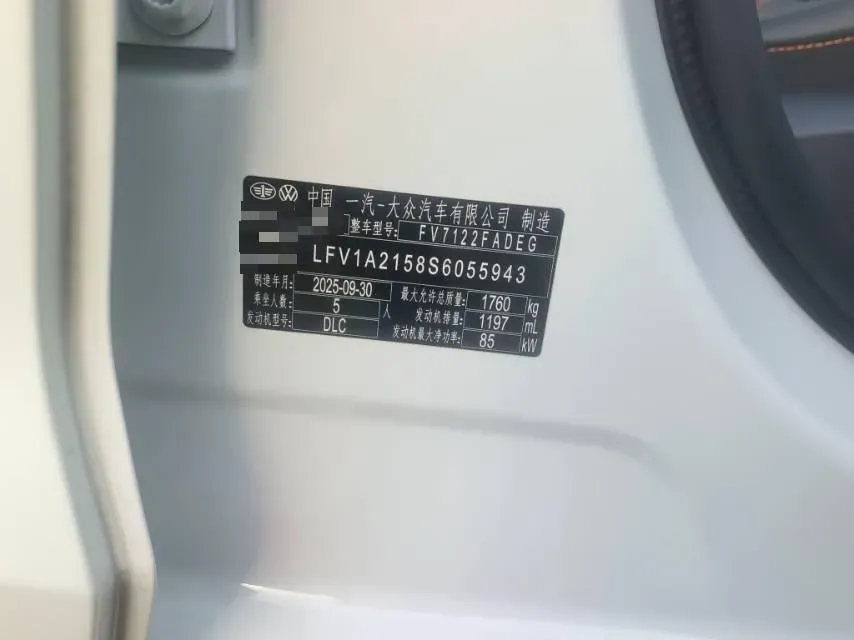 中国 一汽-大众汽车有限公司 制造
整车型号: FV7122FADEG
LFV1A2158S6055943
制造年月: 2025-09-30 最大允许总质量: 1760 kg
乘坐人数: 5 人 发动机排量: 1197 mL
发动机型号: DLC 发动机最大净功率: 85 kW